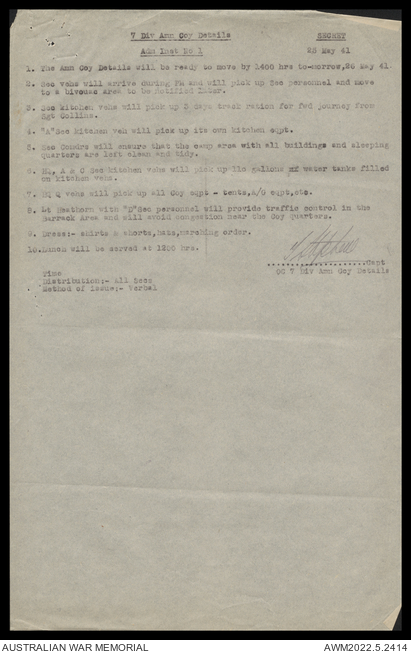 7 Div Amn Coy Details SECRET
Adm Inst No 1 25 May 41
1. The Amn Coy Details will be ready to move by 1400 hrs to-morrow, 26 May 41.
2. Sec vehs will arrive during PM and will pick up Sec personnel and move
to a bivouac area to be notified later.
3. Sec kitchen vehs will pick up 3 days track ration for fwd journey from
Sgt Collins.
4. "A" Sec kitchen veh will pick up its own kitchen eqpt.
5. Sec Comdrs will ensure that the camp area with all buildings and sleeping
quarters are left clean and tidy.
6. A & C Sec kitchen vehs will pick up gallons water tanks filled
on kitchen vehs.
7. Q vehs will pick up all Coy eqpt - tents, A/G eqpt, etc.
8. Lt Heathorn with "D" Sec personnel will provide traffic control in the
Barrack Area and will avoid congestion near the Coy quarters.
9. Dress:- shirts & shorts, hats, marching order.
10. Lunch will be served at 1200 hrs.
Capt
OC 7 Div Amn Coy Details
Time
Distribution:- All Secs
Method of issue:- Verbal
AUSTRALIAN WAR MEMORIAL AWM2022.5.2414